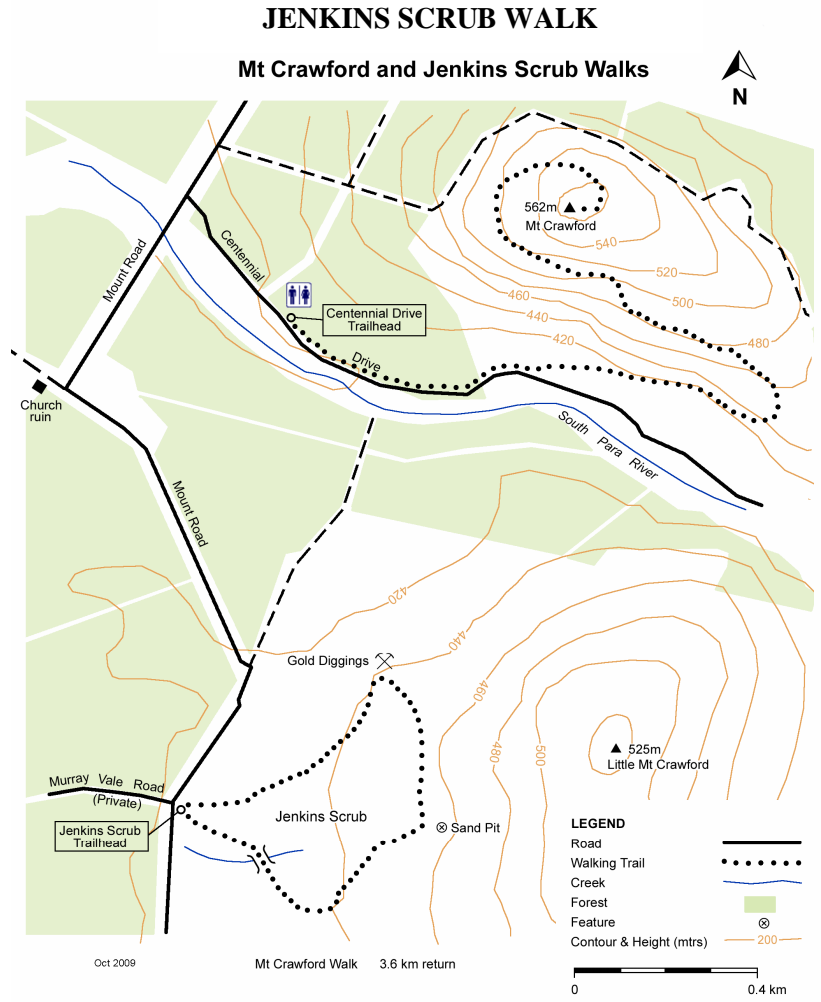 JENKINS SCRUB WALK
Mt Crawford and Jenkins Scrub Walks
N
562m
Mt Crawford
540
520
500
480
460
440
420
Mount Road
Centennial
Drive
Centennial Drive
Trailhead
Church
ruin
South Para River
Mount Road
420
440
460
480
500
Gold Diggings
525m
Little Mt Crawford
Murray Vale Road
(Private)
Jenkins Scrub
Trailhead
Jenkins Scrub
Sand Pit
LEGEND
Road
Walking Trail
Creek
Forest
Feature
Contour & Height (mtrs)
200
Oct 2009
Mt Crawford Walk 3.6 km return
0 0.4 km